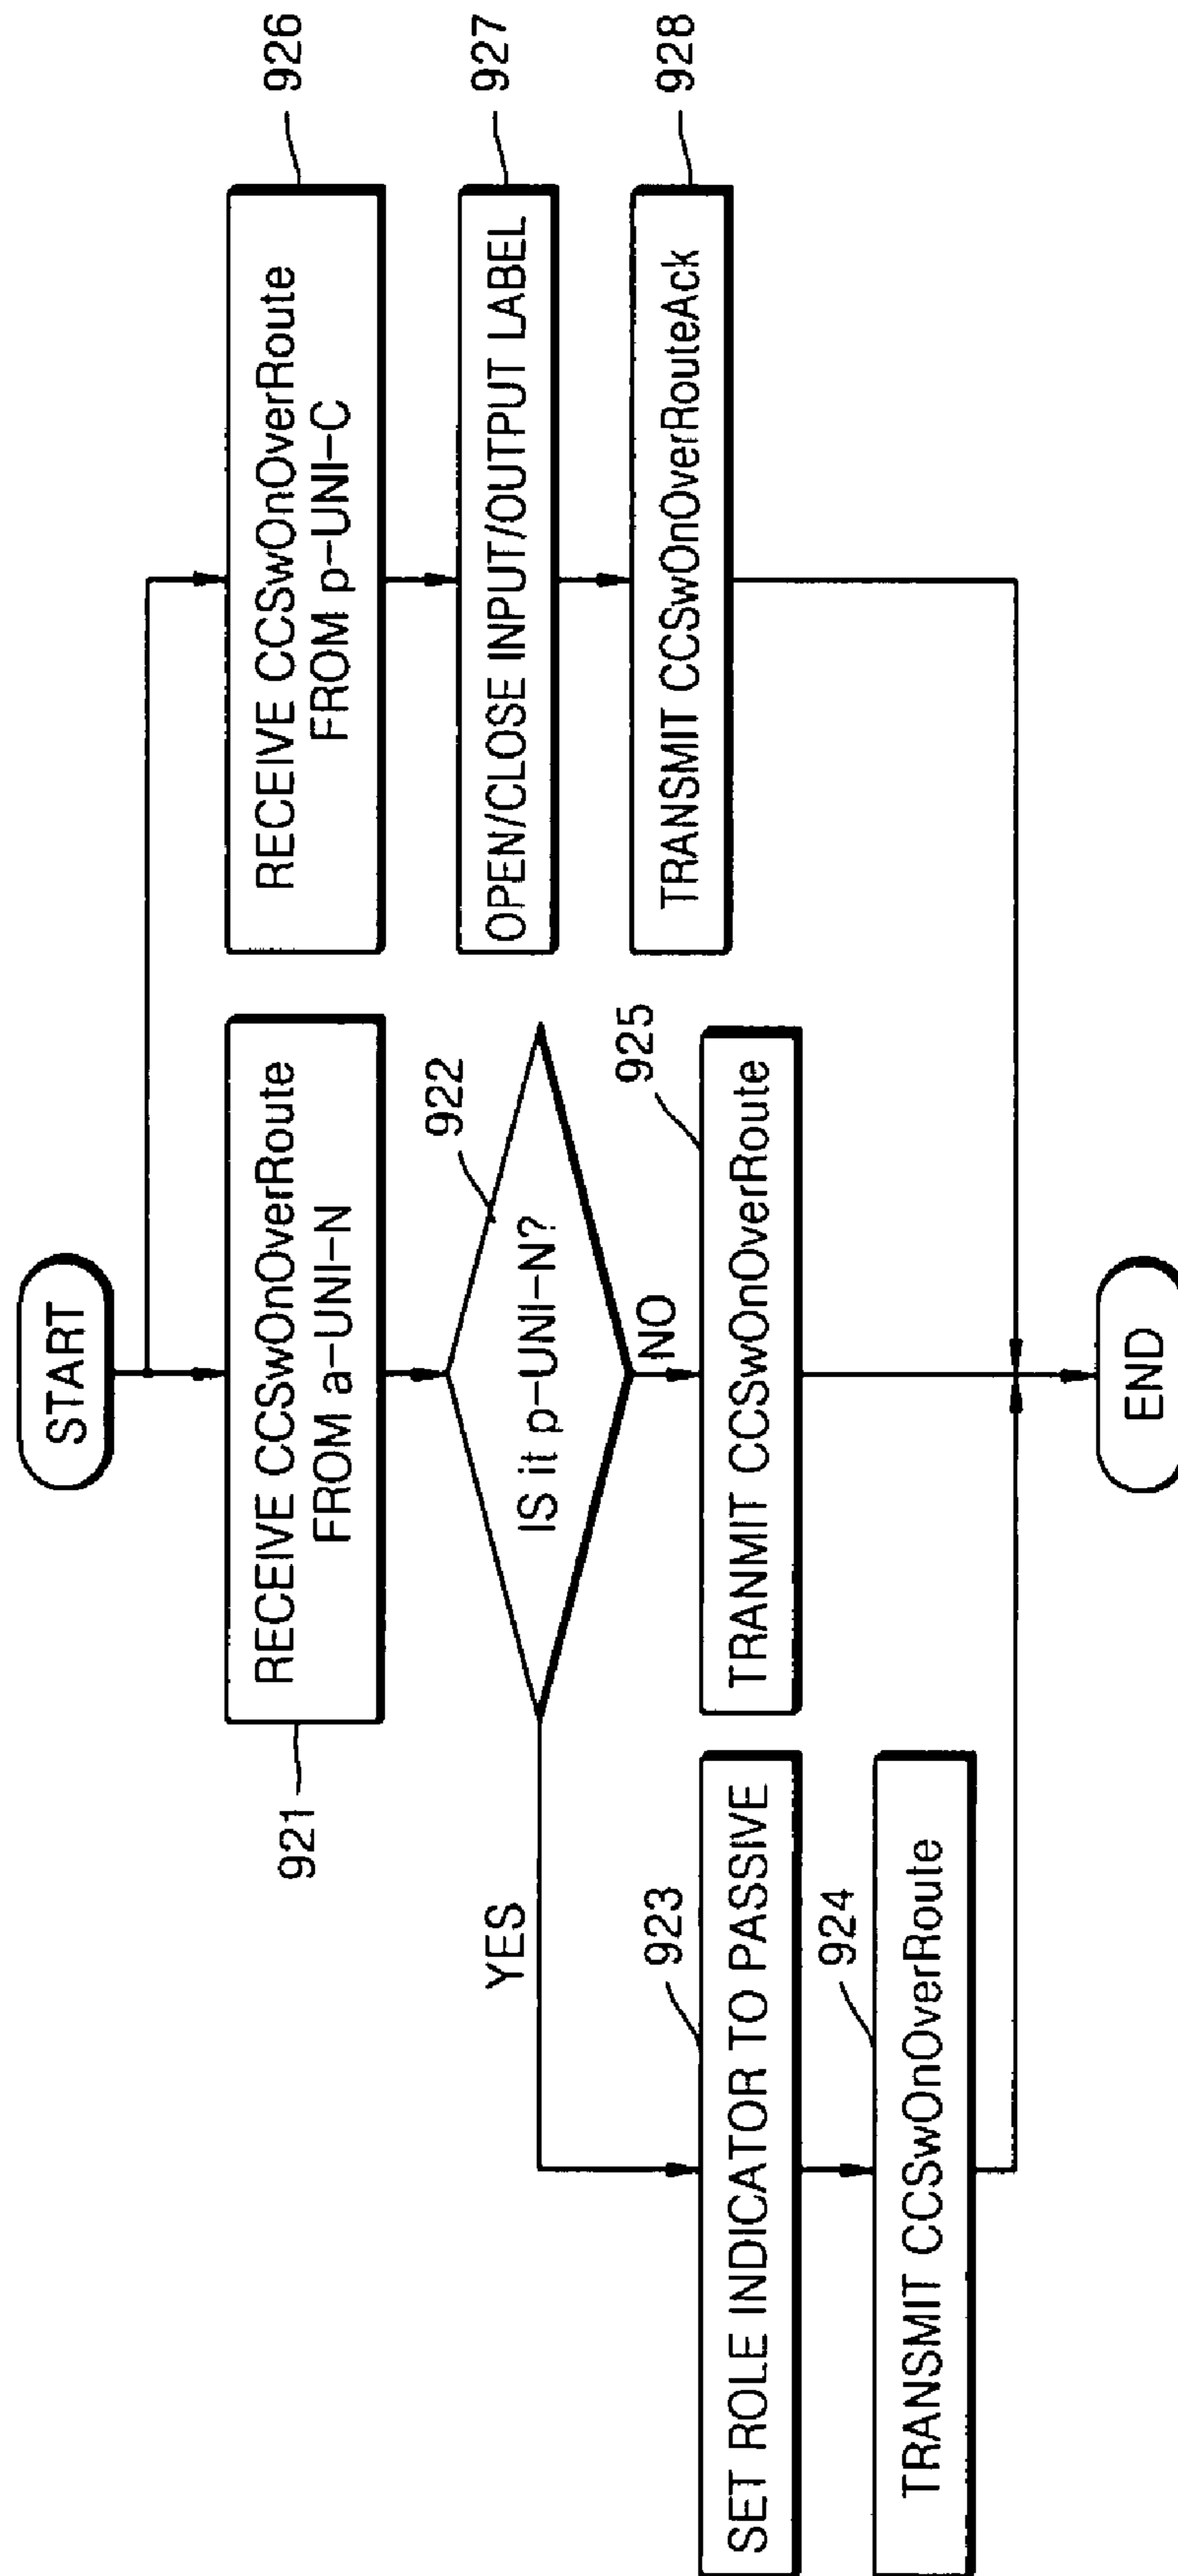 START
RECEIVE CCSwOnOverRoute
FROM a-UNI-N
921
RECEIVE CCSwOnOverRoute
FROM p-UNI-C
926
IS it p-UNI-N?
922
OPEN/CLOSE INPUT/OUTPUT LABEL
927
YES
NO
SET ROLE INDICATOR TO PASSIVE
923
TRANMIT CCSwOnOverRoute
925
TRANSMIT CCSwOnOverRouteAck
928
TRANSMIT CCSwOnOverRoute
924
END